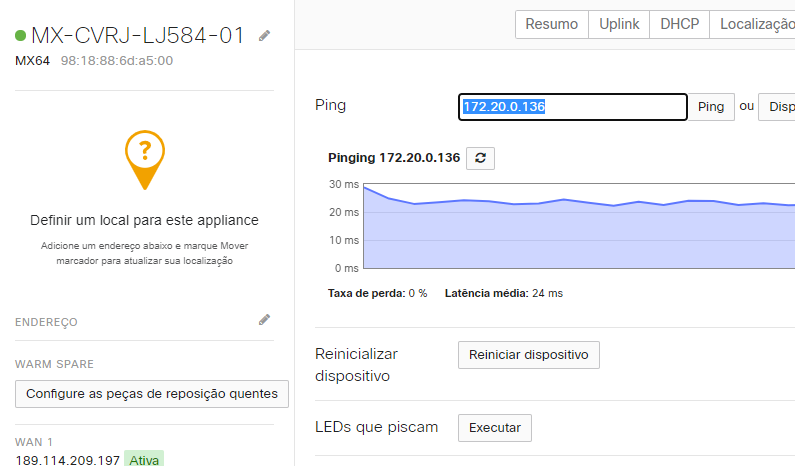 MX-CVRJ-LJ584-01
MX64 98:18:88:6d:a5:00
?
Definir um local para este appliance
Adicione um endereço abaixo e marque Mover
marcador para atualizar sua localização
ENDEREÇO
WARM SPARE
Configure as peças de reposição quentes
WAN 1
189.114.209.197 Ativa
Resumo Uplink DHCP Localização
Ping 172.20.0.136 Ping ou Disp
Pinging 172.20.0.136
30 ms
20 ms
10 ms
0 ms
Taxa de perda: 0 % Latência média: 24 ms
Reinicializar
dispositivo
Reiniciar dispositivo
LEDs que piscam Executar